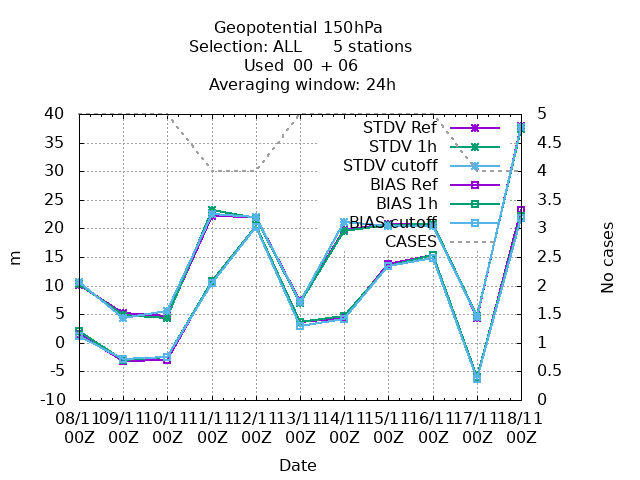 Geopotential 150hPa
Selection: ALL      5 stations
Used  00 + 06
Averaging window: 24h
40
35
30
25
20
15
10
5
0
-5
-10
m
5
4.5
4
3.5
3
2.5
2
1.5
1
0.5
0
No cases
STDV Ref
STDV 1h
STDV cutoff
BIAS Ref
BIAS 1h
BIAS cutoff
CASES
08/11 09/11 10/11 11/11 12/11 13/11 14/11 15/11 16/11 17/11 18/11
00Z 00Z 00Z 00Z 00Z 00Z 00Z 00Z 00Z 00Z 00Z
Date